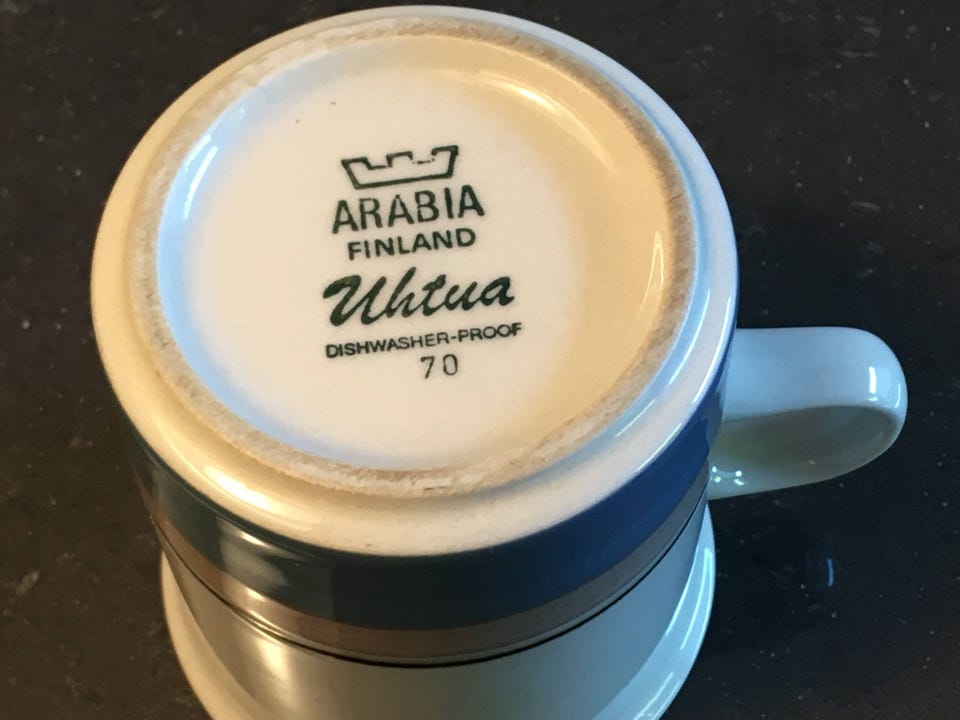 ARABIA
FINLAND
Uhtua
DISHWASHER-PROOF
70